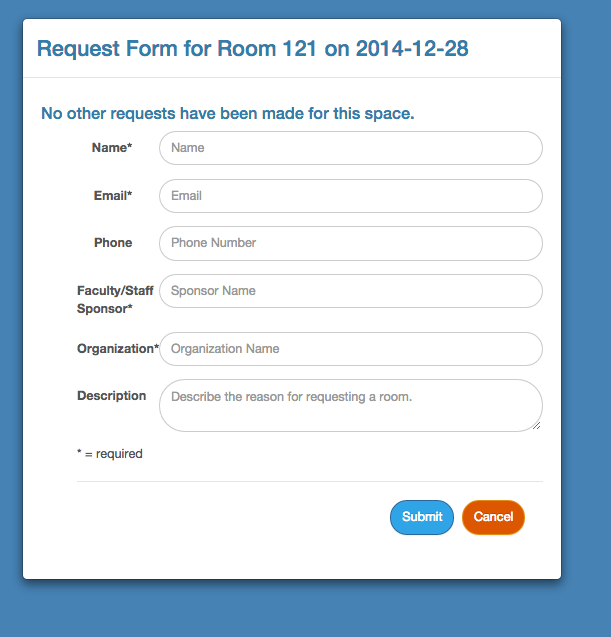 Request Form for Room 121 on 2014-12-28
No other requests have been made for this space.
Name* Name
Email* Email
Phone Phone Number
Faculty/Staff Sponsor Name
Sponsor*
Organization* Organization Name
Description Describe the reason for requesting a room.
* = required
Submit Cancel